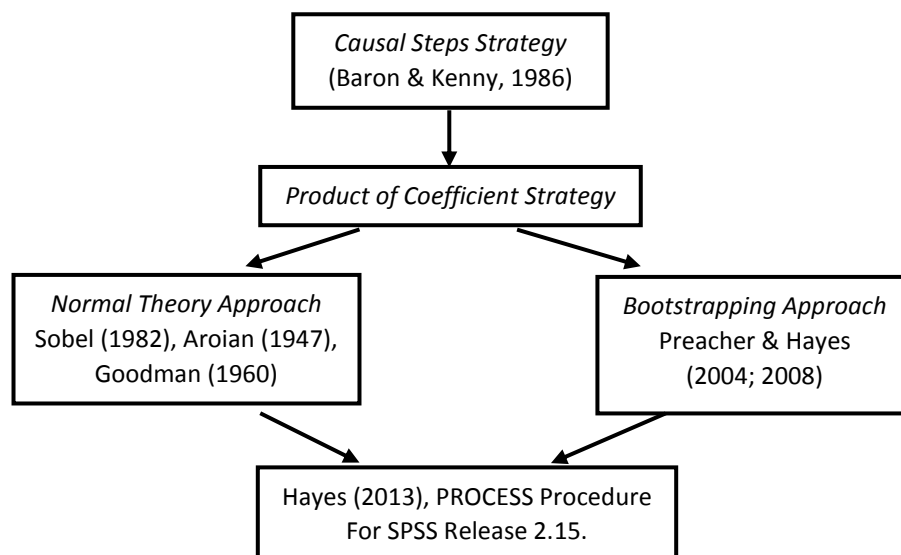 Causal Steps Strategy
(Baron & Kenny, 1986)
Product of Coefficient Strategy
Normal Theory Approach
Sobel (1982), Aroian (1947),
Goodman (1960)
Bootstrapping Approach
Preacher & Hayes
(2004; 2008)
Hayes (2013), PROCESS Procedure
For SPSS Release 2.15.